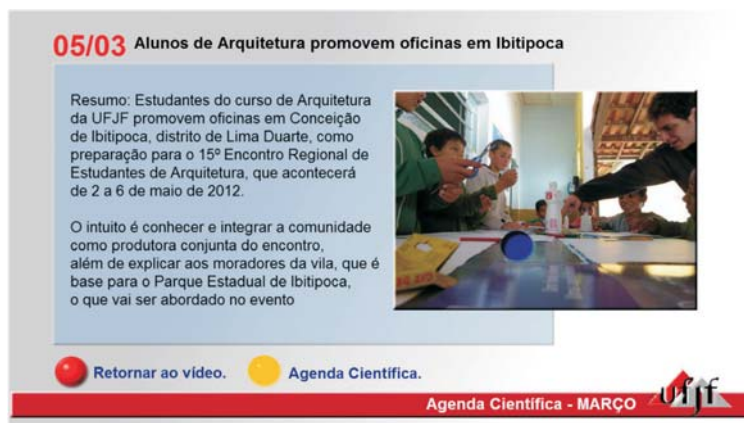 05/03 Alunos de Arquitetura promovem oficinas em Ibitipoca
Resumo: Estudantes do curso de Arquitetura
da UFJF promovem oficinas em Conceição
de Ibitipoca, distrito de Lima Duarte, como
preparação para o 15º Encontro Regional de
Estudantes de Arquitetura, que acontecerá
de 2 a 6 de maio de 2012.
O intuito é conhecer e integrar a comunidade
como produtora conjunta do encontro,
além de explicar aos moradores da vila, que é
base para o Parque Estadual de Ibitipoca,
o que vai ser abordado no evento
Retornar ao vídeo. Agenda Científica.
Agenda Científica - MARÇO ufjf